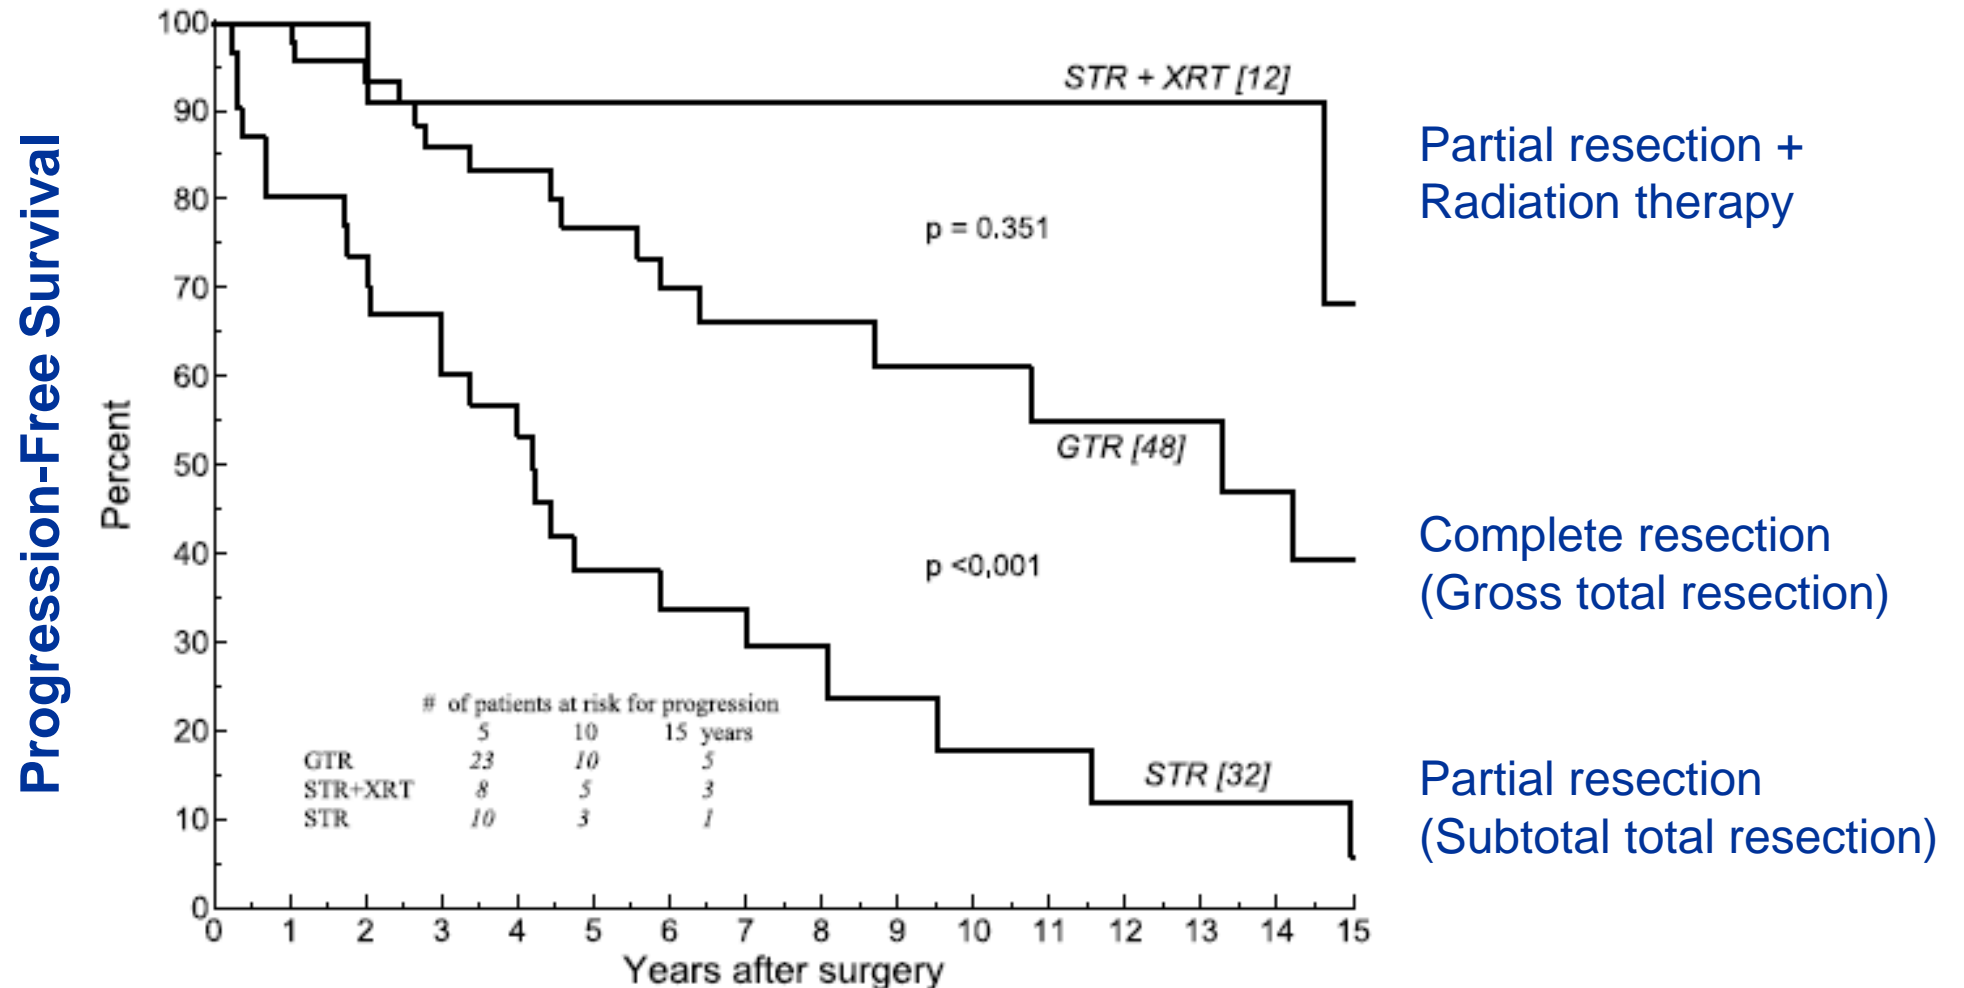 Progression-Free Survival
Percent
100
90
80
70
60
50
40
30
20
10
0
STR + XRT [12]
p = 0.351
GTR [48]
p <0,001
STR [32]
# of patients at risk for progression
5 10 15 years
GTR 23 10 5
STR+XRT 8 5 3
STR 10 3 1
0 1 2 3 4 5 6 7 8 9 10 11 12 13 14 15
Years after surgery
Partial resection +
Radiation therapy
Complete resection
(Gross total resection)
Partial resection
(Subtotal total resection)